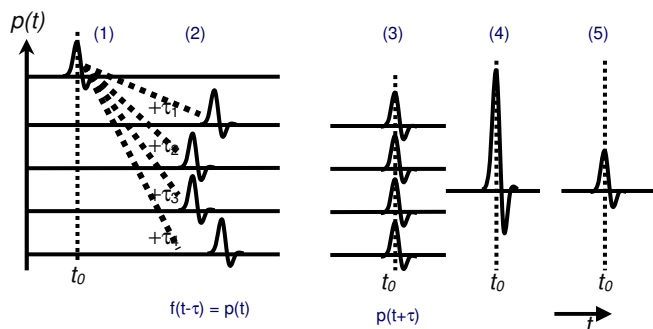 p(t)
(1) (2) (3) (4) (5)
+τ1
+τ2
+τ3
+τ4
t0 t0 t0 t0
f(t-τ) = p(t) p(t+τ) t